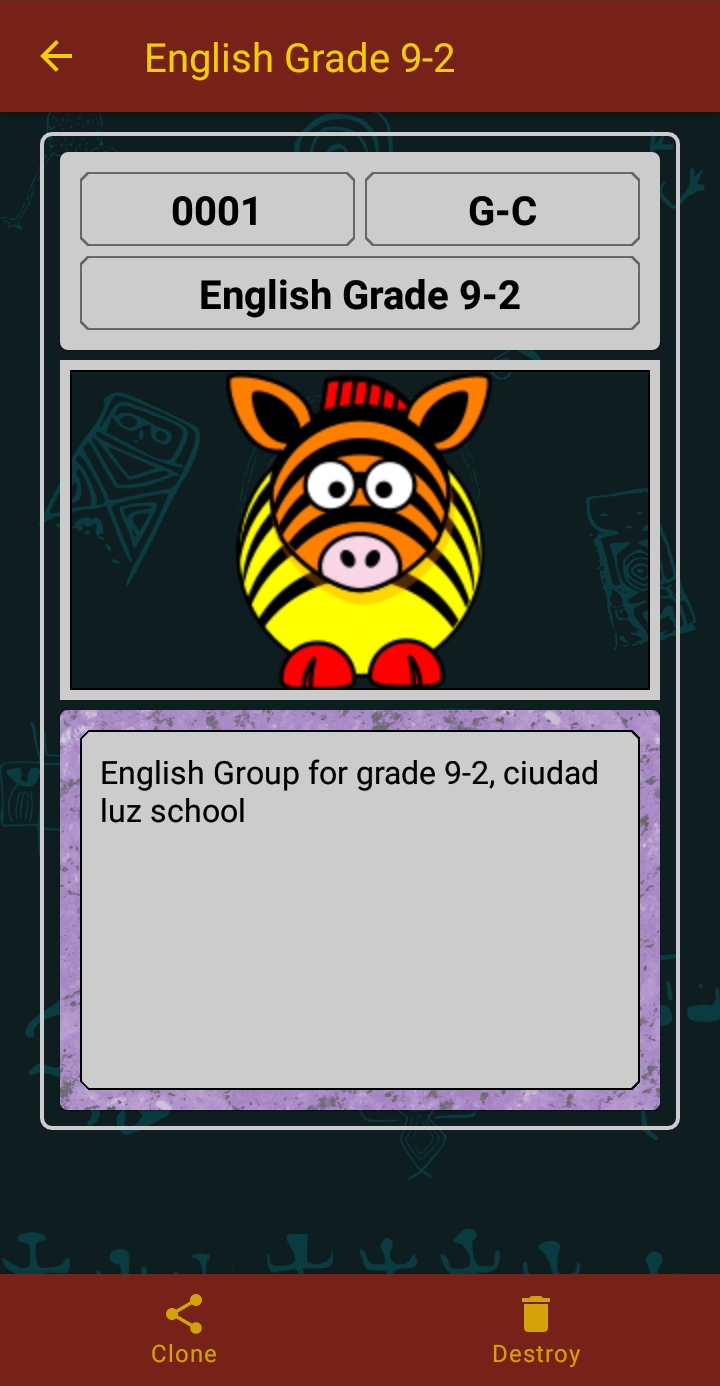 English Grade 9-2
0001
G-C
English Grade 9-2
English Group for grade 9-2, ciudad
luz school
Clone
Destroy